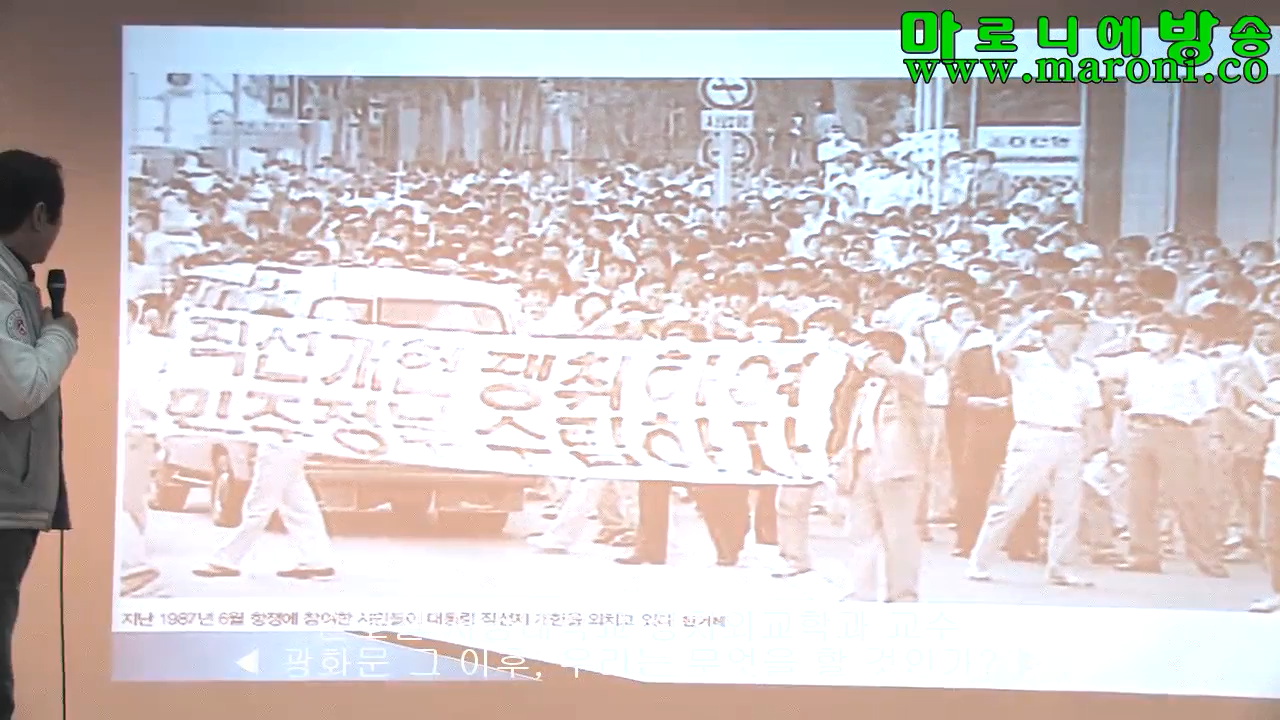 마로니에방송
www.maroni.co
직선개헌 쟁취하여
민주정부 수립하자
지난 1987년 6월 항쟁에 참여한 시민들이 대통령 직선제 개헌을 외치고 있다 한겨레
교수
◀ 광화문 그 이후, 우리는 무엇을 할 것인가?